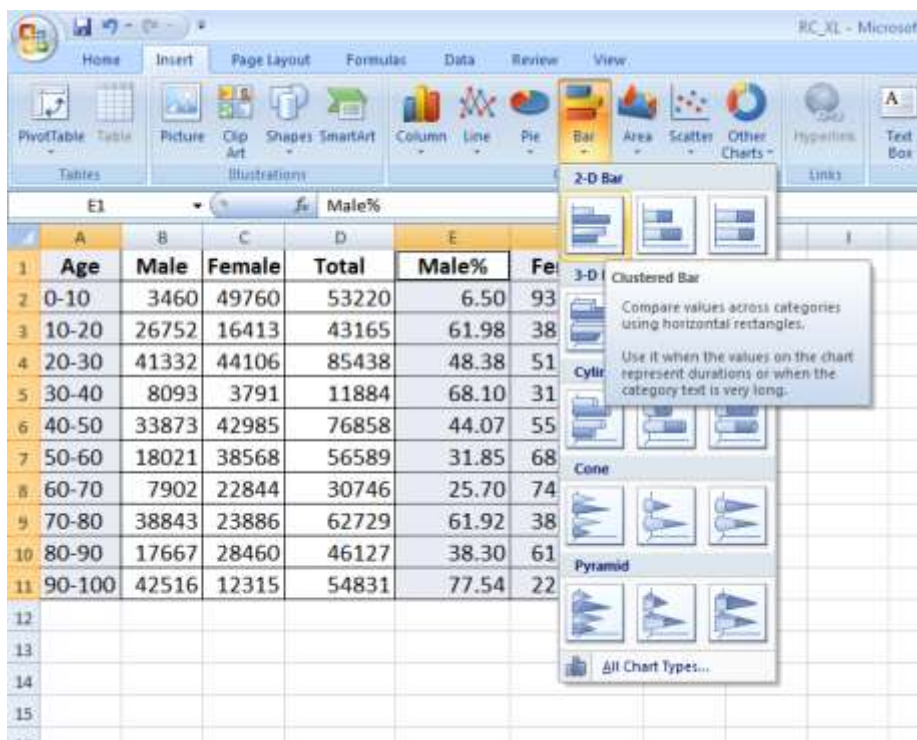 RC_XL - Microsoft
Home Insert Page Layout Formulas Data Review View
PivotTable Table Picture Clip Art Shapes SmartArt Column Line Pie Bar Area Scatter Other Charts Hyperlink Text Box
Tables Illustrations Links
E1 fx Male%
A B C D E I
1 Age Male Female Total Male% Fe
2 0-10 3460 49760 53220 6.50 93
3 10-20 26752 16413 43165 61.98 38
4 20-30 41332 44106 85438 48.38 51
5 30-40 8093 3791 11884 68.10 31
6 40-50 33873 42985 76858 44.07 55
7 50-60 18021 38568 56589 31.85 68
8 60-70 7902 22844 30746 25.70 74
9 70-80 38843 23886 62729 61.92 38
10 80-90 17667 28460 46127 38.30 61
11 90-100 42516 12315 54831 77.54 22
12
13
14
15
2-D Bar
3-D
Clustered Bar
Compare values across categories
using horizontal rectangles.
Use it when the values on the chart
represent durations or when the
category text is very long.
Cylin
Cone
Pyramid
All Chart Types...